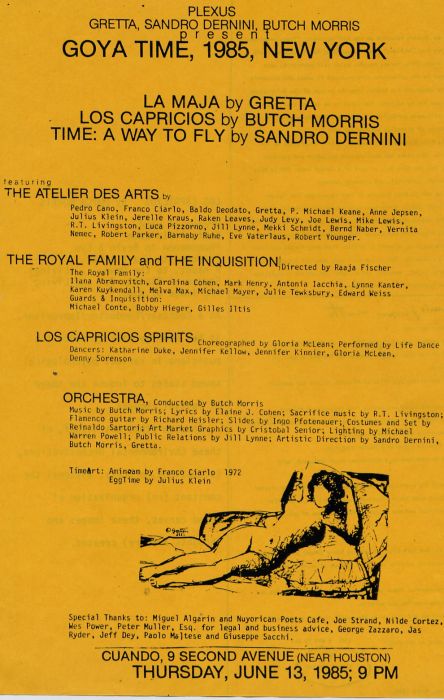 PLEXUS
GRETTA, SANDRO DERNINI, BUTCH MORRIS
present
GOYA TIME, 1985, NEW YORK
LA MAJA by GRETTA
LOS CAPRICIOS by BUTCH MORRIS
TIME: A WAY TO FLY by SANDRO DERNINI
featuring
THE ATELIER DES ARTS by
Pedro Cano, Franco Ciarlo, Baldo Deodato, Gretta, P. Michael Keane, Anne Jepsen,
Julius Klein, Jerelle Kraus, Raken Leaves, Judy Levy, Joe Lewis, Mike Lewis,
R.T. Livingston, Luca Pizzorno, Jill Lynne, Mekki Schmidt, Bernd Naber, Vernita
Nemec, Robert Parker, Barnaby Ruhe, Eve Vaterlaus, Robert Younger.
THE ROYAL FAMILY and THE INQUISITION, Directed by Raaja Fischer
The Royal Family:
Ilana Abramovitch, Carolina Cohen, Mark Henry, Antonia Iacchia, Lynne Kanter,
Karen Kuykendall, Melva Max, Michael Mayer, Julie Tewksbury, Edward Weiss
Guards & Inquisition:
Michael Conte, Bobby Hieger, Gilles Iltis
LOS CAPRICIOS SPIRITS Choreographed by Gloria McLean; Performed by Life Dance
Dancers: Katharine Duke, Jennifer Kellow, Jennifer Kinnier, Gloria McLean,
Denny Sorenson
ORCHESTRA, Conducted by Butch Morris
Music by Butch Morris; Lyrics by Elaine J. Cohen; Sacrifice music by R.T. Livingston;
Flamenco guitar by Richard Heisler; Slides by Ingo Pfotenauer; Costumes and Set by
Reinaldo Sartori; Art Market Graphics by Cristobal Senior; Lighting by Michael
Warren Powell; Public Relations by Jill Lynne; Artistic Direction by Sandro Dernini,
Butch Morris, Gretta.
TimeArt: Aninoam by Franco Ciarlo 1972
EggTime by Julius Klein
Special Thanks to: Miguel Algarin and Nuyorican Poets Cafe, Joe Strand, Nilde Cortez,
Wes Power, Peter Muller, Esq. for legal and business advice, George Zazzaro, Jas
Ryder, Jeff Dey, Paolo Maltese and Giuseppe Sacchi.
CUANDO, 9 SECOND AVENUE (NEAR HOUSTON)
THURSDAY, JUNE 13, 1985; 9 PM